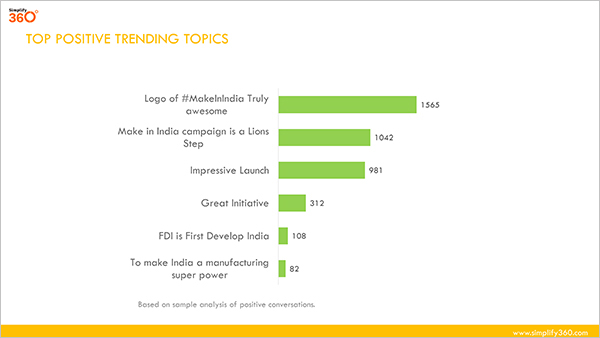 Simplify
360°
TOP POSITIVE TRENDING TOPICS
Logo of #MakeInIndia Truly
awesome
1565
Make in India campaign is a Lions
Step
1042
Impressive Launch
981
Great Initiative
312
FDI is First Develop India
108
To make India a manufacturing
super power
82
Based on sample analysis of positive conversations.
www.simplify360.com